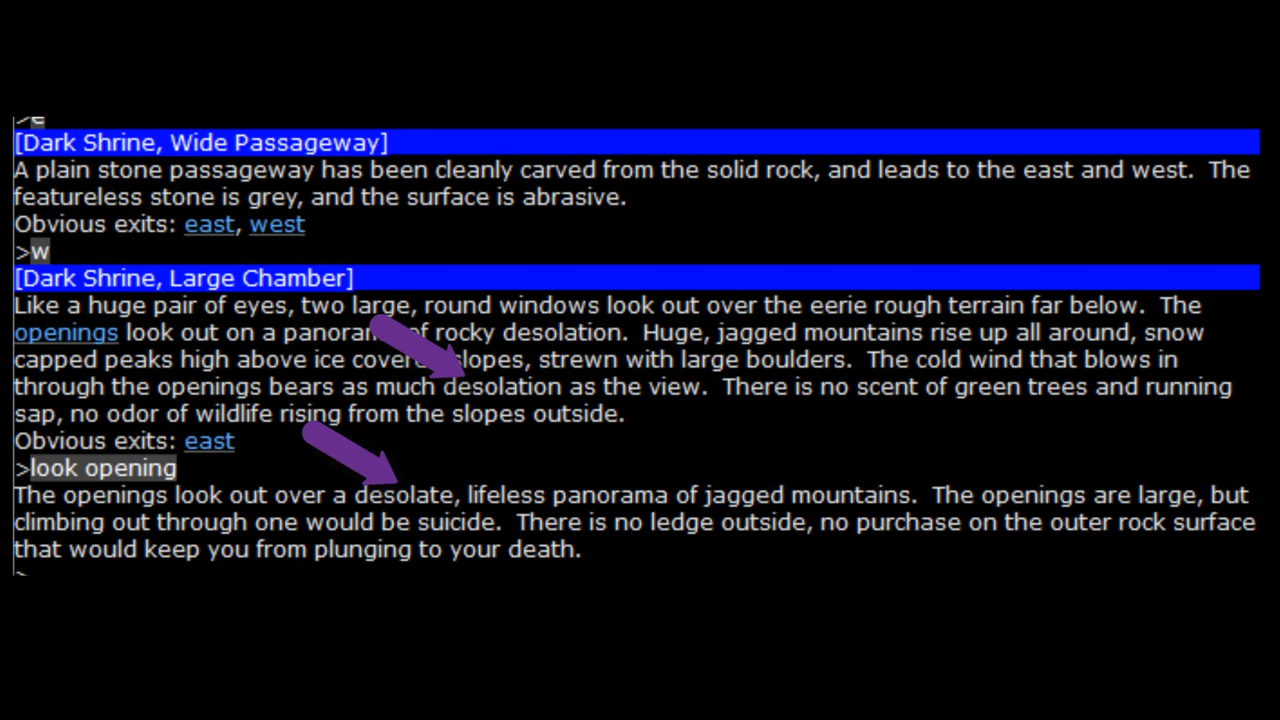 >e
[Dark Shrine, Wide Passageway]
A plain stone passageway has been cleanly carved from the solid rock, and leads to the east and west.  The
featureless stone is grey, and the surface is abrasive.
Obvious exits: east, west
>w
[Dark Shrine, Large Chamber]
Like a huge pair of eyes, two large, round windows look out over the eerie rough terrain far below.  The
openings look out on a panorama of rocky desolation.  Huge, jagged mountains rise up all around, snow
capped peaks high above ice covered slopes, strewn with large boulders.  The cold wind that blows in
through the openings bears as much desolation as the view.  There is no scent of green trees and running
sap, no odor of wildlife rising from the slopes outside.
Obvious exits: east
>look opening
The openings look out over a desolate, lifeless panorama of jagged mountains.  The openings are large, but
climbing out through one would be suicide.  There is no ledge outside, no purchase on the outer rock surface
that would keep you from plunging to your death.
>